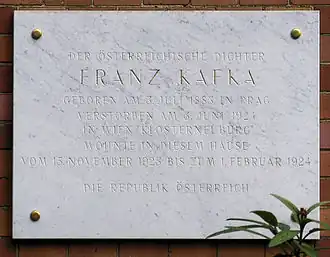 DER ÖSTERREICHISCHE DICHTER
FRANZ KAFKA
GEBOREN AM 3. JULI 1883 IN PRAG
VERSTORBEN AM 3. JUNI 1924
IN WIEN KLOSTERNEUBURG
WOHNTE IN DIESEM HAUSE
VOM 15. NOVEMBER 1923 BIS ZUM 1. FEBRUAR 1924
DIE REPUBLIK ÖSTERREICH